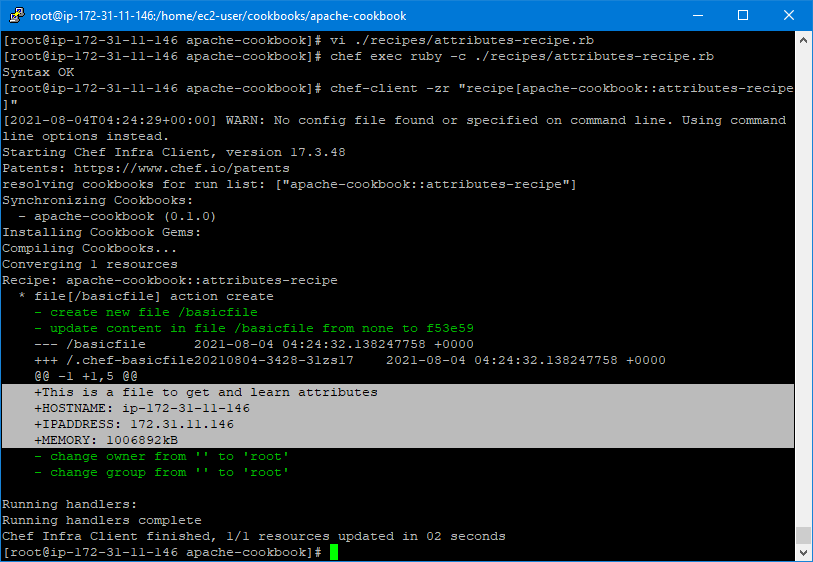 root@ip-172-31-11-146:/home/ec2-user/cookbooks/apache-cookbook
[root@ip-172-31-11-146 apache-cookbook]# vi ./recipes/attributes-recipe.rb
[root@ip-172-31-11-146 apache-cookbook]# chef exec ruby -c ./recipes/attributes-recipe.rb
Syntax OK
[root@ip-172-31-11-146 apache-cookbook]# chef-client -zr "recipe[apache-cookbook::attributes-recipe
]"
[2021-08-04T04:24:29+00:00] WARN: No config file found or specified on command line. Using command
line options instead.
Starting Chef Infra Client, version 17.3.48
Patents: https://www.chef.io/patents
resolving cookbooks for run list: ["apache-cookbook::attributes-recipe"]
Synchronizing Cookbooks:
  - apache-cookbook (0.1.0)
Installing Cookbook Gems:
Compiling Cookbooks...
Converging 1 resources
Recipe: apache-cookbook::attributes-recipe
  * file[/basicfile] action create
    - create new file /basicfile
    - update content in file /basicfile from none to f53e59
    --- /basicfile      2021-08-04 04:24:32.138247758 +0000
    +++ /.chef-basicfile20210804-3428-31zsl7    2021-08-04 04:24:32.138247758 +0000
    @@ -1 +1,5 @@
    +This is a file to get and learn attributes
    +HOSTNAME: ip-172-31-11-146
    +IPADDRESS: 172.31.11.146
    +MEMORY: 1006892kB
    - change owner from '' to 'root'
    - change group from '' to 'root'
Running handlers:
Running handlers complete
Chef Infra Client finished, 1/1 resources updated in 02 seconds
[root@ip-172-31-11-146 apache-cookbook]#